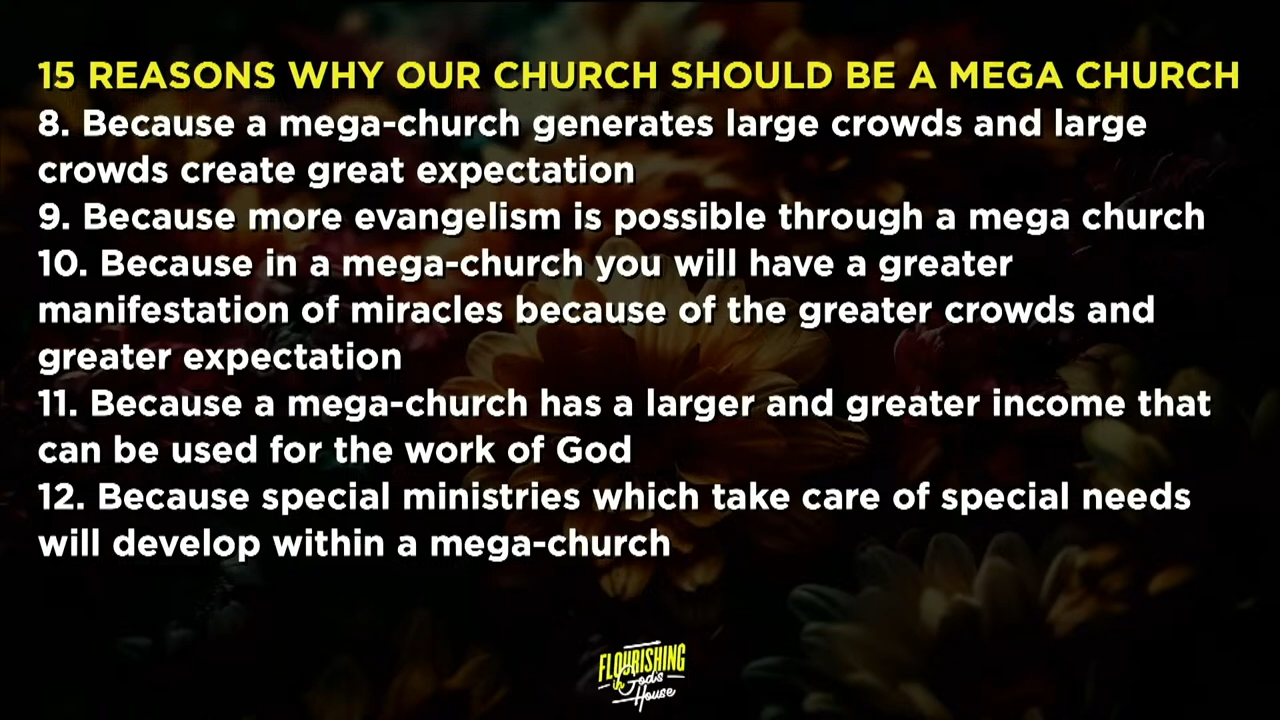 15 REASONS WHY OUR CHURCH SHOULD BE A MEGA CHURCH
8. Because a mega-church generates large crowds and large
crowds create great expectation
9. Because more evangelism is possible through a mega church
10. Because in a mega-church you will have a greater
manifestation of miracles because of the greater crowds and
greater expectation
11. Because a mega-church has a larger and greater income that
can be used for the work of God
12. Because special ministries which take care of special needs
will develop within a mega-church
FLOURISHING
in God's
House